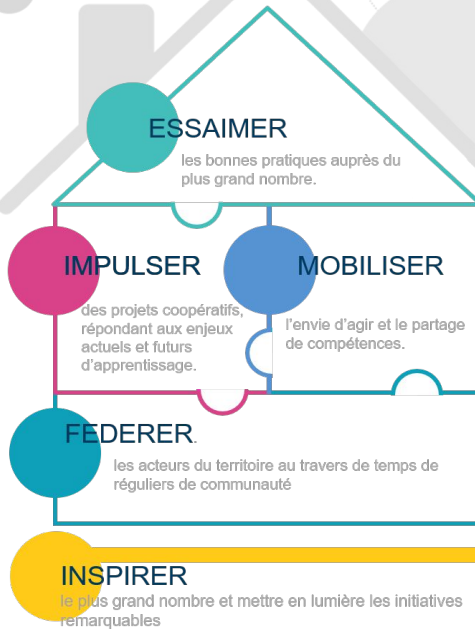 ESSAIMER
les bonnes pratiques auprès du
plus grand nombre.
IMPULSER
des projets coopératifs,
répondant aux enjeux
actuels et futurs
d'apprentissage.
MOBILISER
l'envie d'agir et le partage
de compétences.
FEDERER.
les acteurs du territoire au travers de temps de
réguliers de communauté
INSPIRER
le plus grand nombre et mettre en lumière les initiatives
remarquables